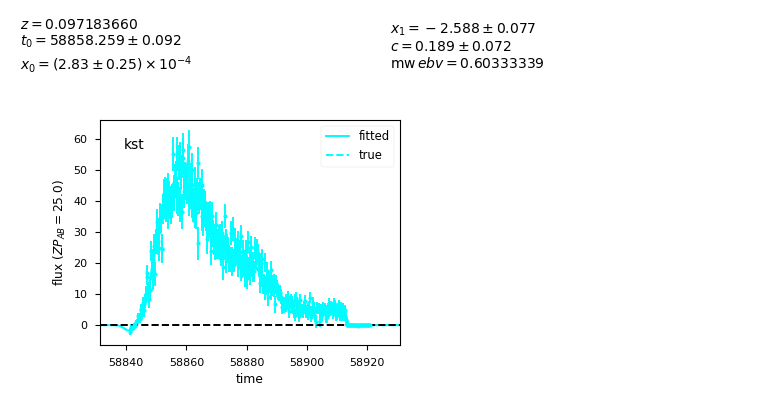 z = 0.097183660
t₀ = 58858.259 ± 0.092
x₀ = (2.83 ± 0.25) × 10⁻⁴
x₁ = −2.588 ± 0.077
c = 0.189 ± 0.072
mw ebv = 0.60333339
kst
fitted
true
60
50
40
30
20
10
0
flux (ZP_AB = 25.0)
58840 58860 58880 58900 58920
time